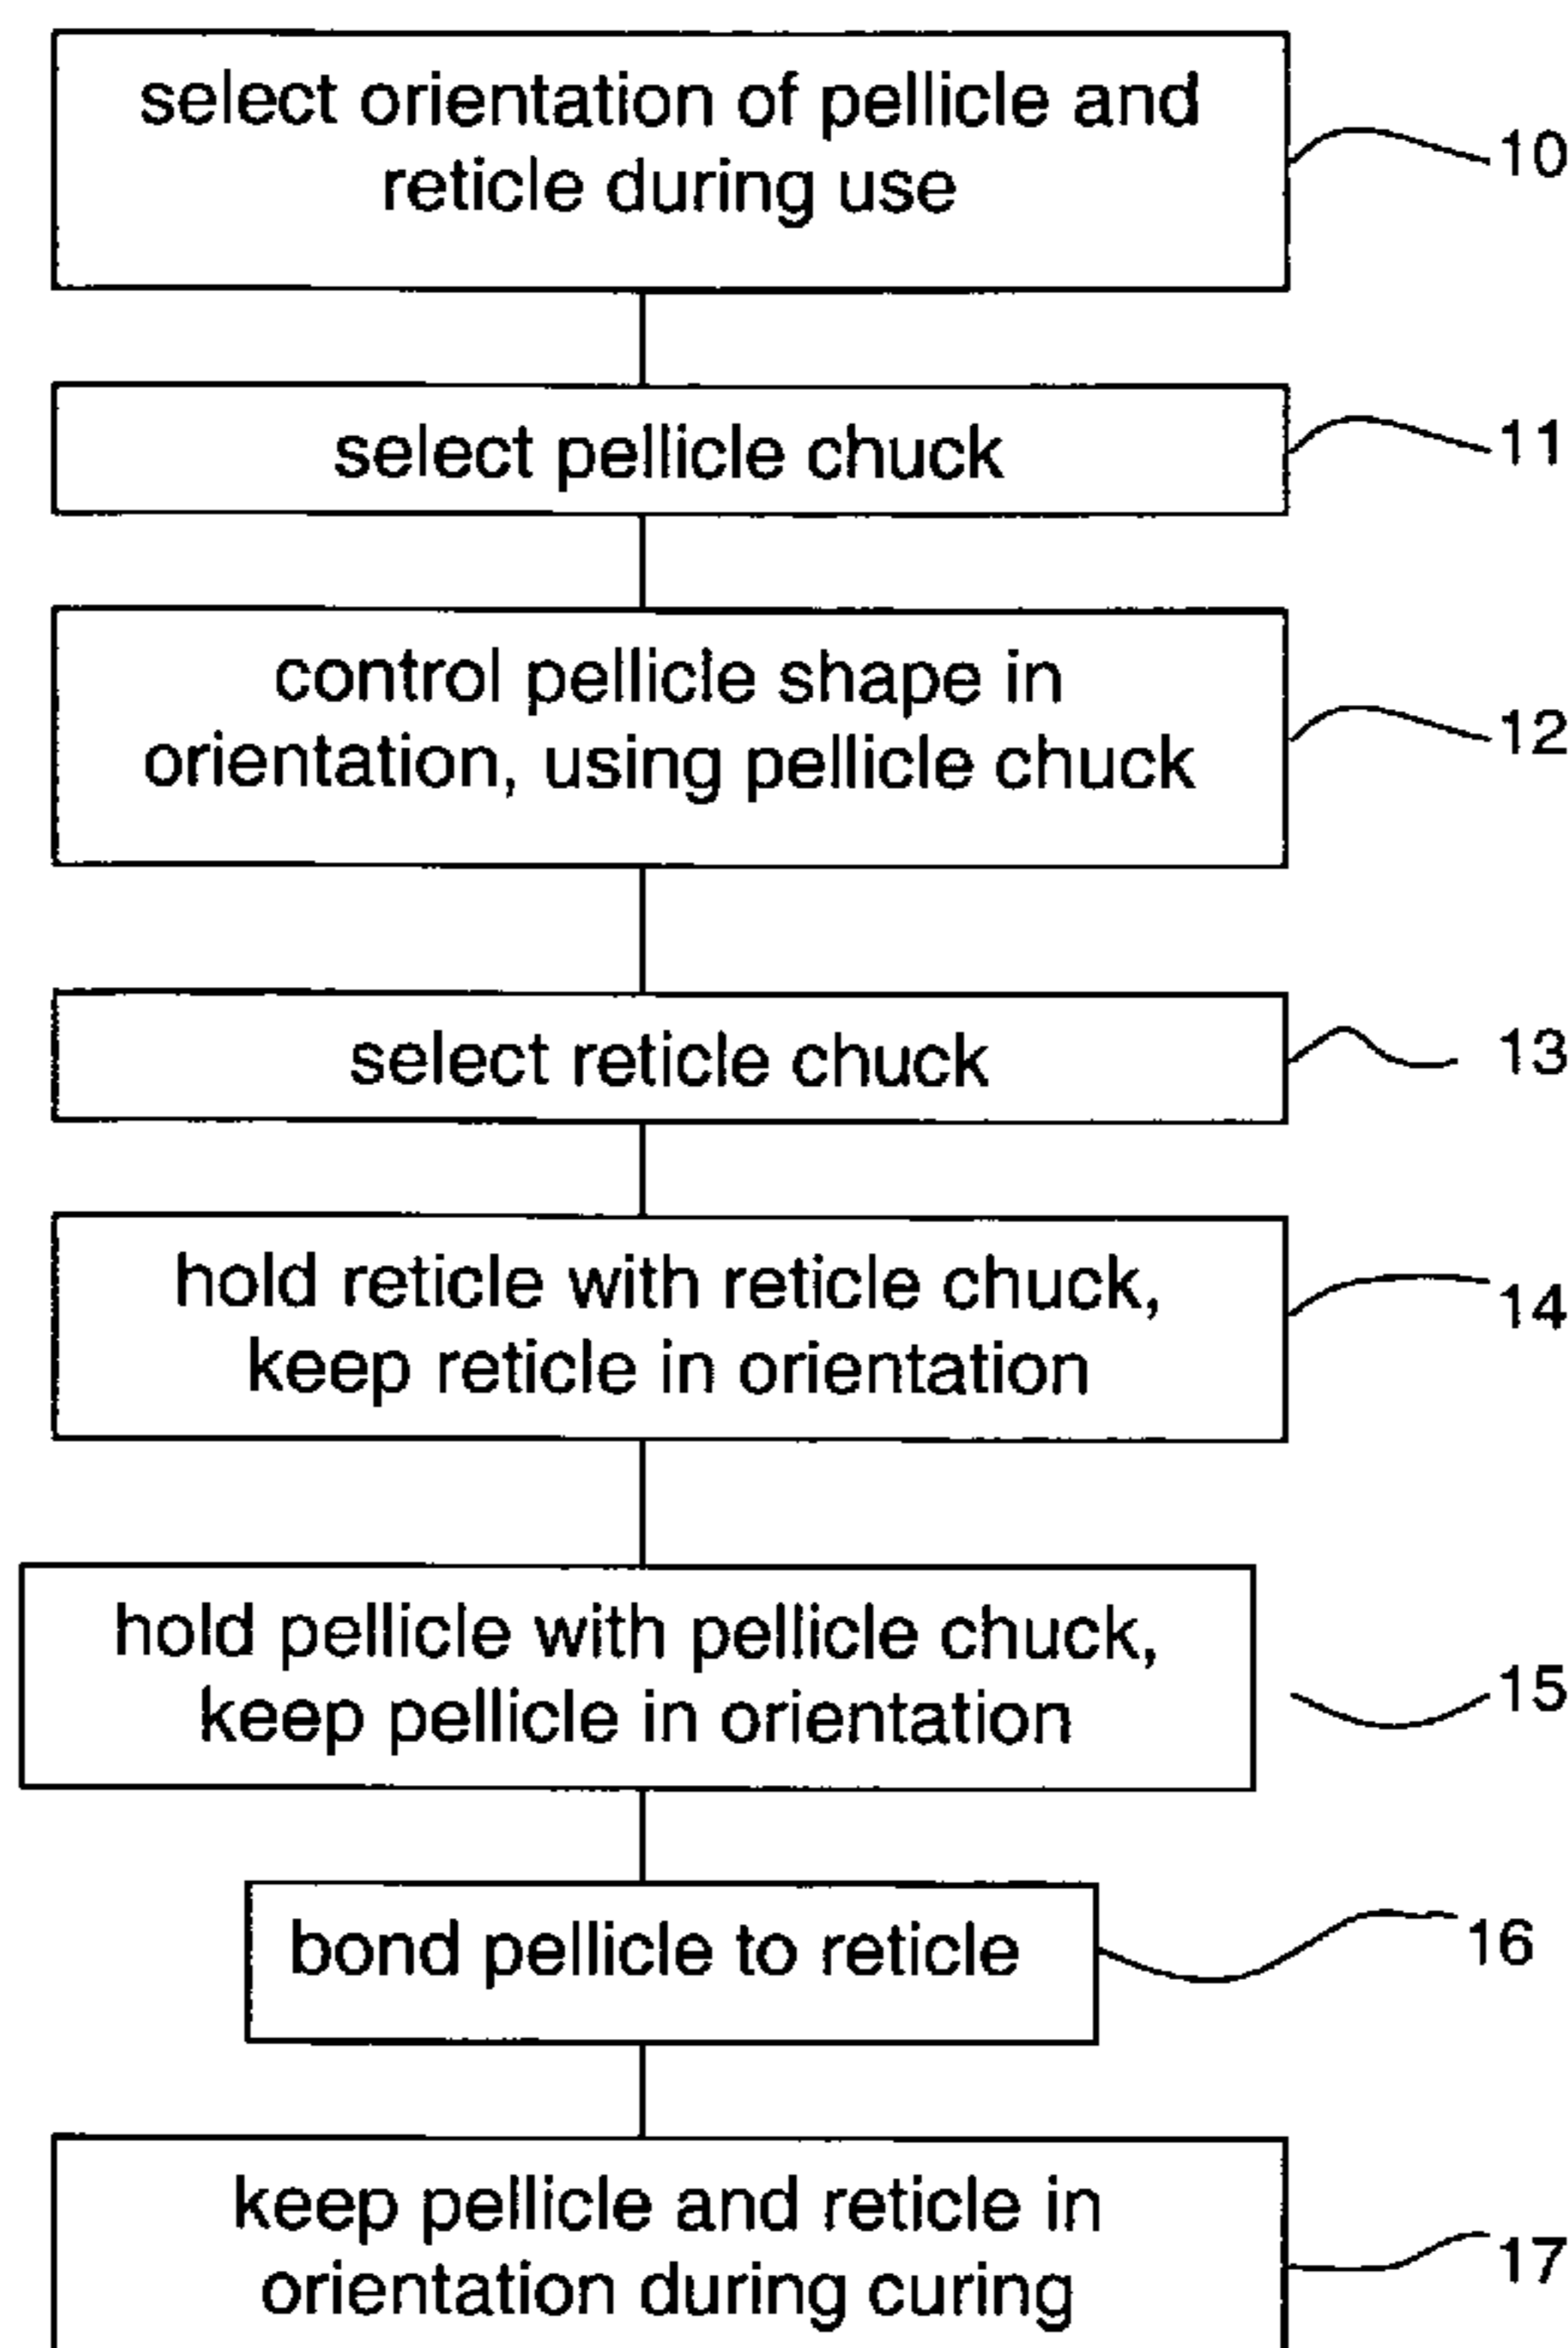 select orientation of pellicle and
reticle during use
10
select pellicle chuck
11
control pellicle shape in
orientation, using pellicle chuck
12
select reticle chuck
13
hold reticle with reticle chuck,
keep reticle in orientation
14
hold pellicle with pellicle chuck,
keep pellicle in orientation
15
bond pellicle to reticle
16
keep pellicle and reticle in
orientation during curing
17